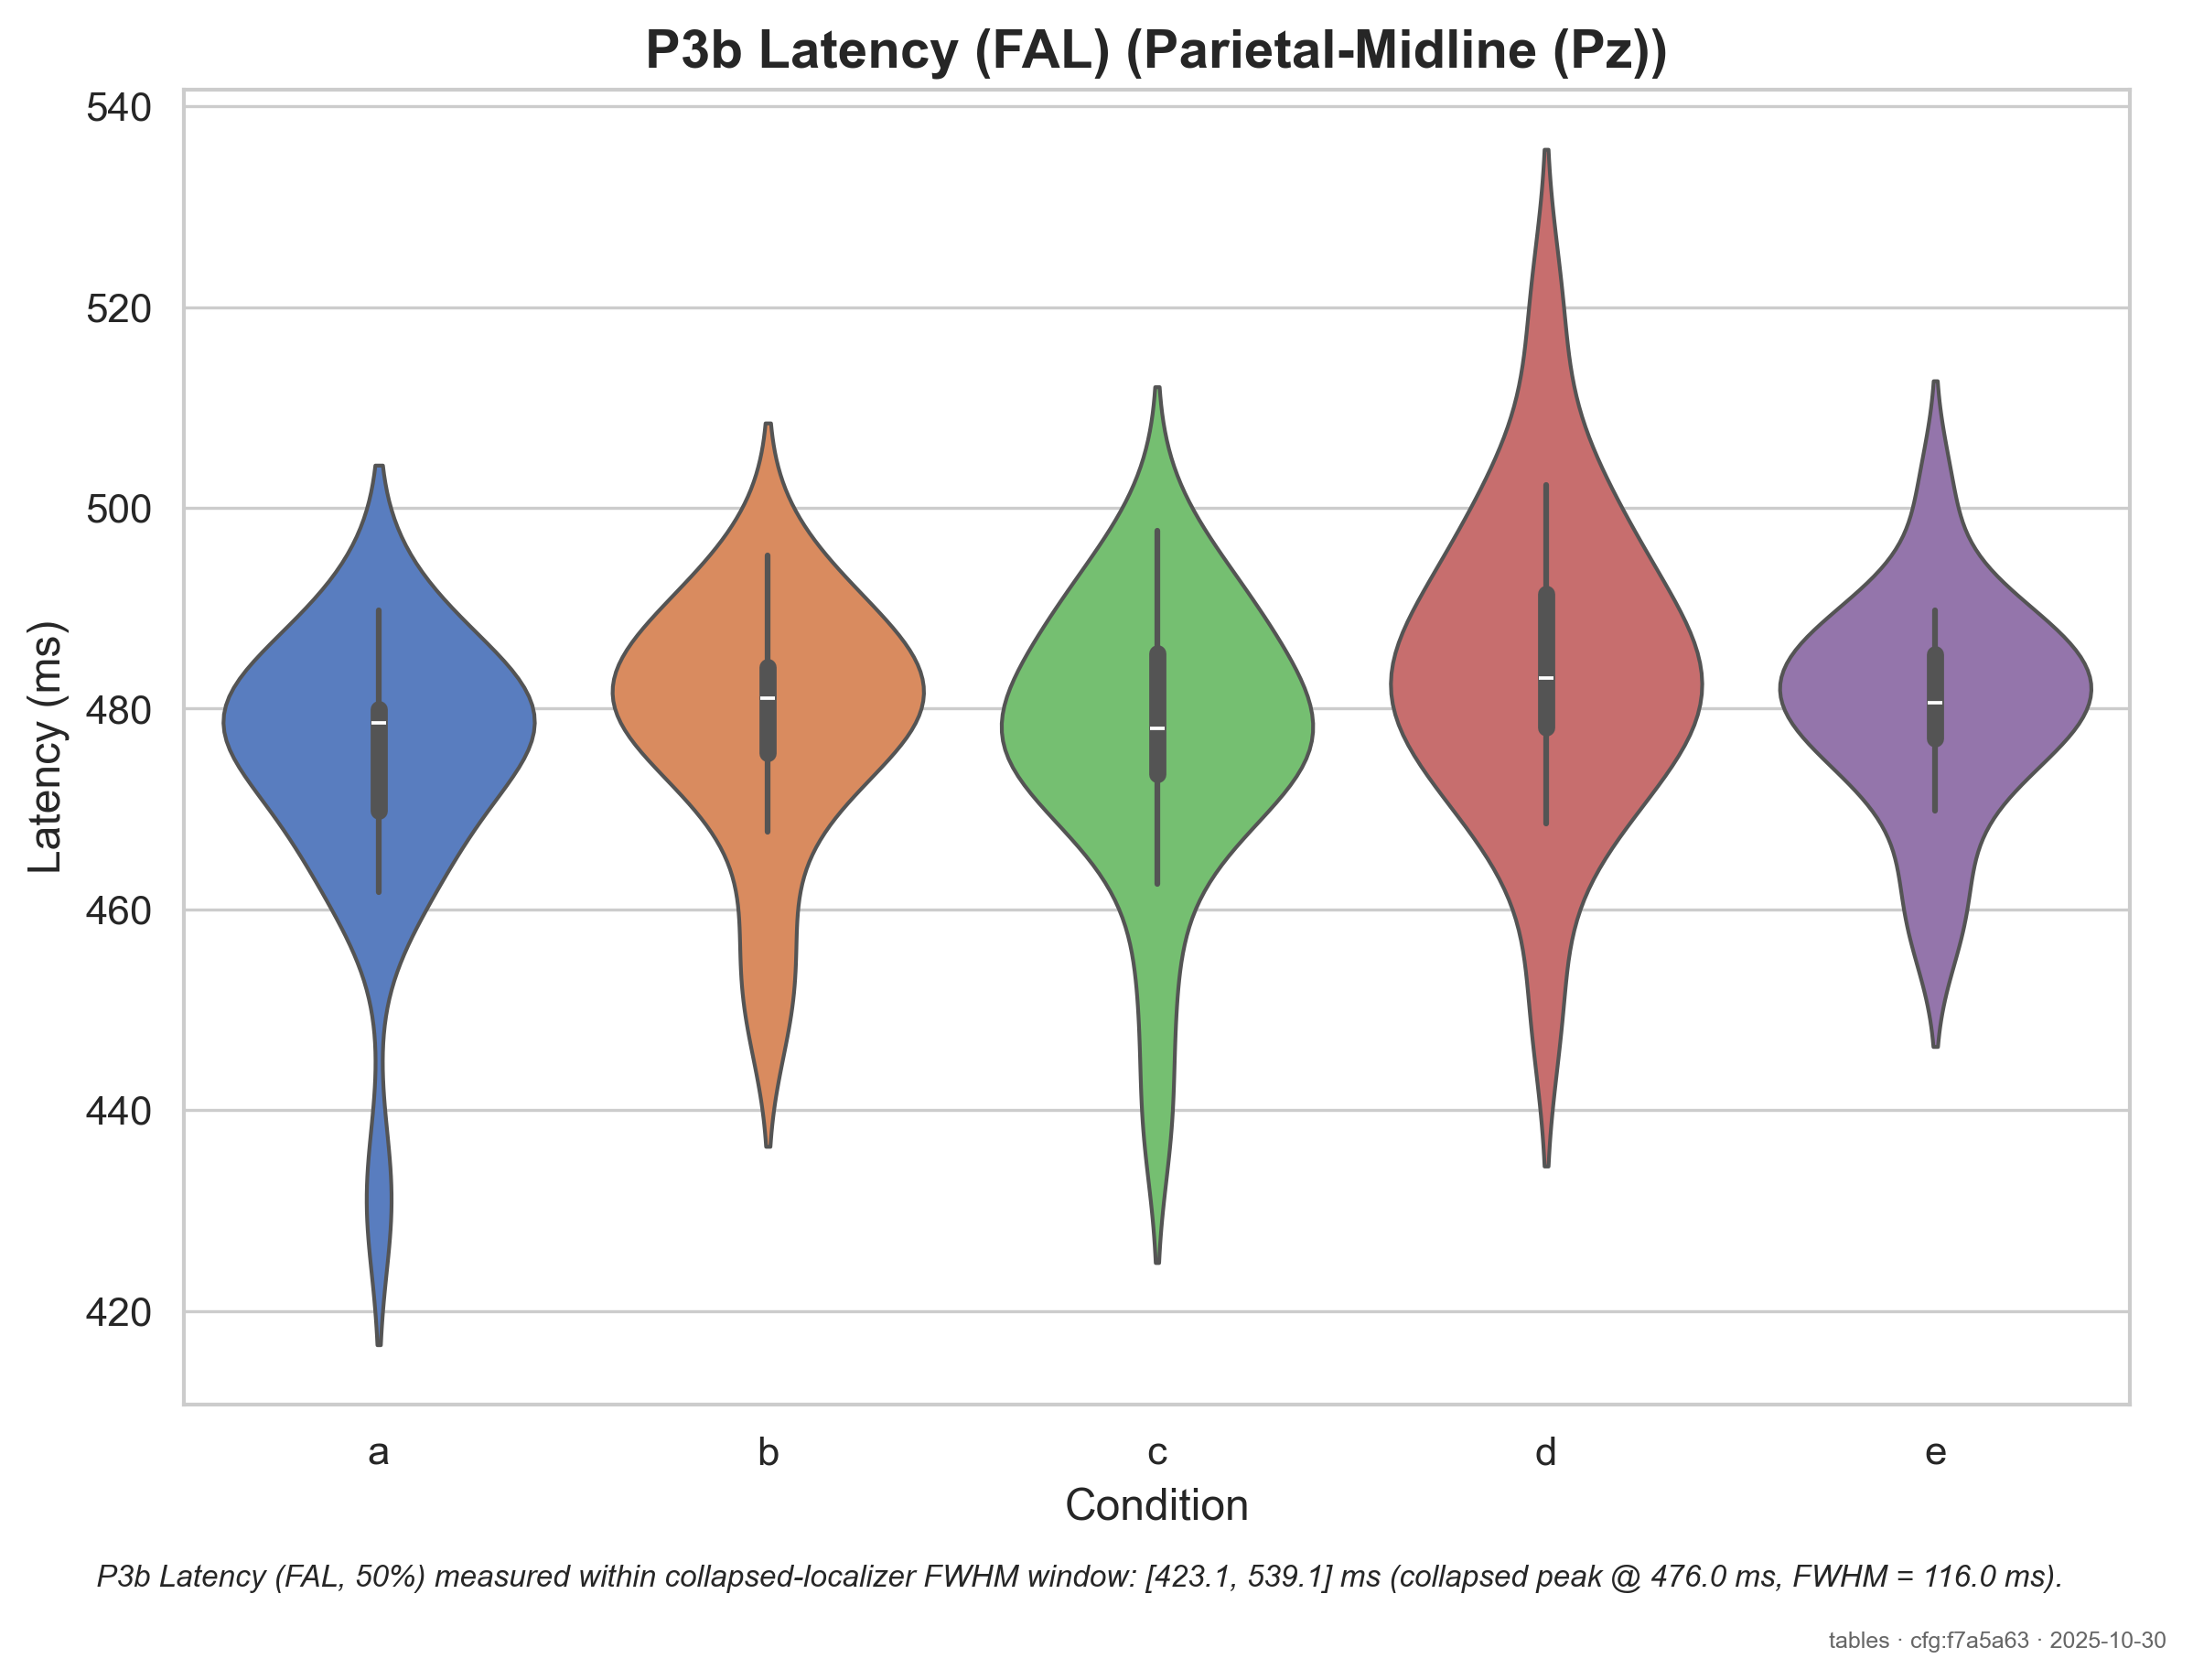 P3b Latency (FAL) (Parietal-Midline (Pz))
540
520
500
480
460
440
420
Latency (ms)
a b c d e
Condition
P3b Latency (FAL, 50%) measured within collapsed-localizer FWHM window: [423.1, 539.1] ms (collapsed peak @ 476.0 ms, FWHM = 116.0 ms).
tables · cfg:f7a5a63 · 2025-10-30